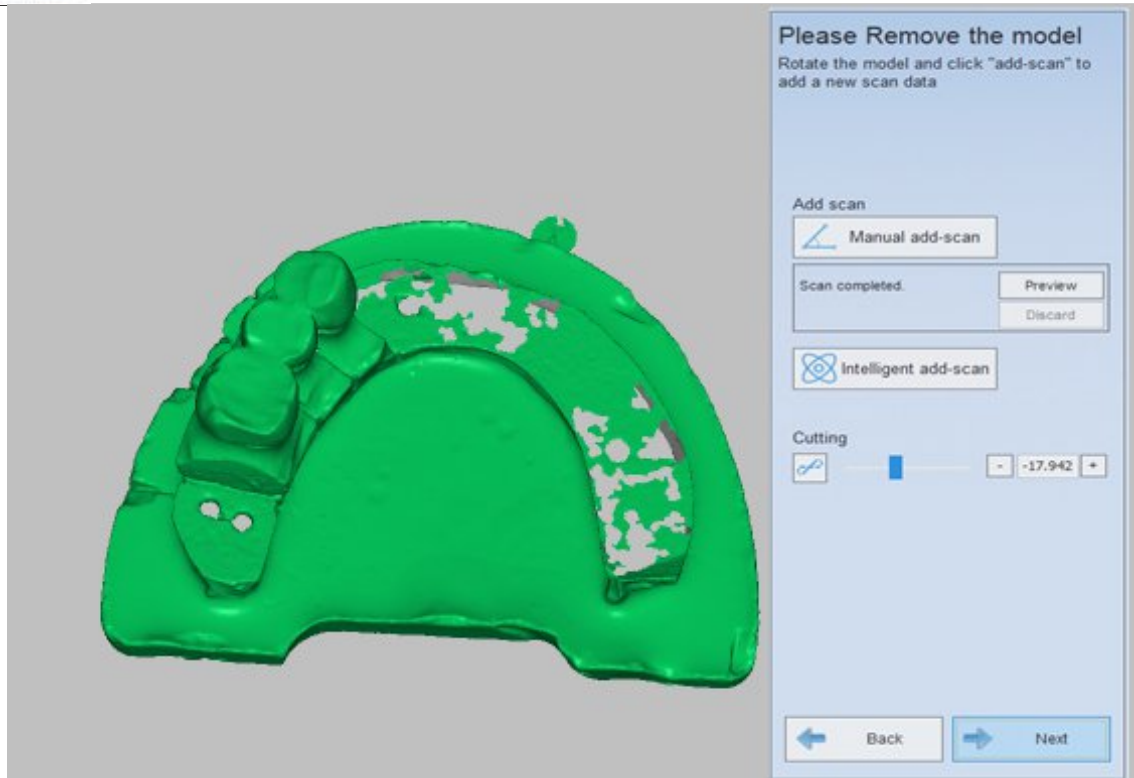 Please Remove the model
Rotate the model and click "add-scan" to
add a new scan data
Add scan
Manual add-scan
Scan completed.
Preview
Discard
Intelligent add-scan
Cutting
- -17.942 +
Back
Next